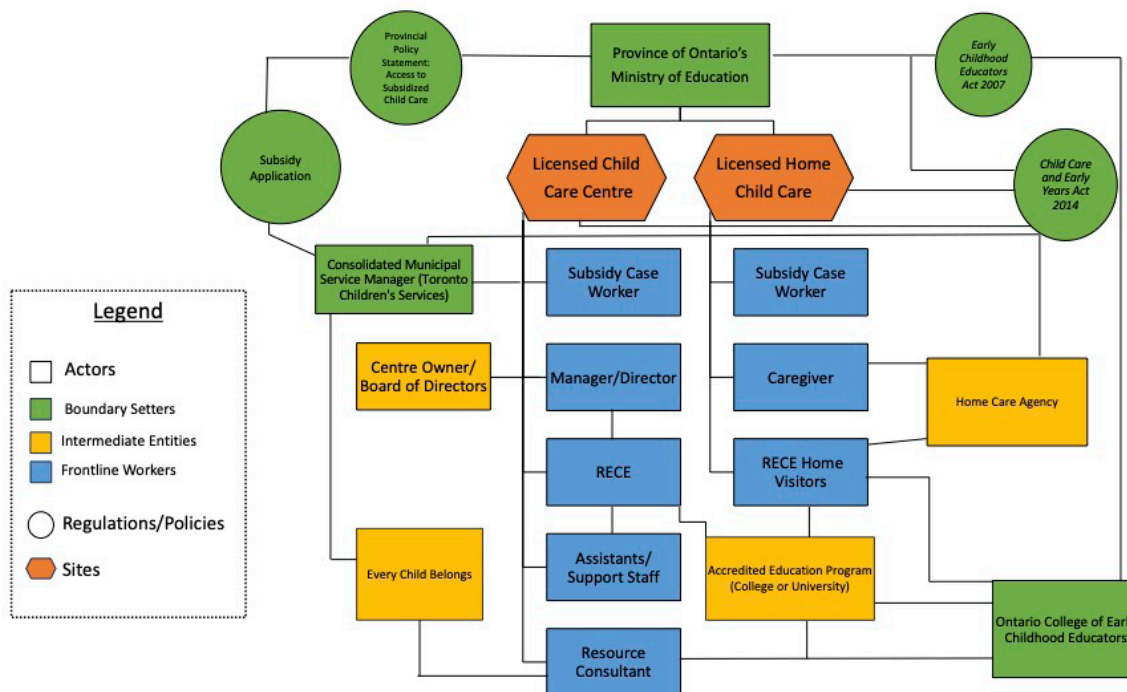 Provincial
Policy
Statement:
Access to
Subsidized
Child Care
Province of Ontario's
Ministry of Education
Early
Childhood
Educators
Act 2007
Subsidy
Application
Licensed Child
Care Centre
Licensed Home
Child Care
Child Care
and Early
Years Act
2014
Consolidated Municipal
Service Manager (Toronto
Children's Services)
Subsidy Case
Worker
Subsidy Case
Worker
Legend
Actors
Boundary Setters
Intermediate Entities
Frontline Workers
Regulations/Policies
Sites
Centre Owner/
Board of Directors
Manager/Director
Caregiver
Home Care Agency
RECE
RECE Home
Visitors
Every Child Belongs
Assistants/
Support Staff
Accredited Education Program
(College or University)
Ontario College of Early
Childhood Educators
Resource
Consultant